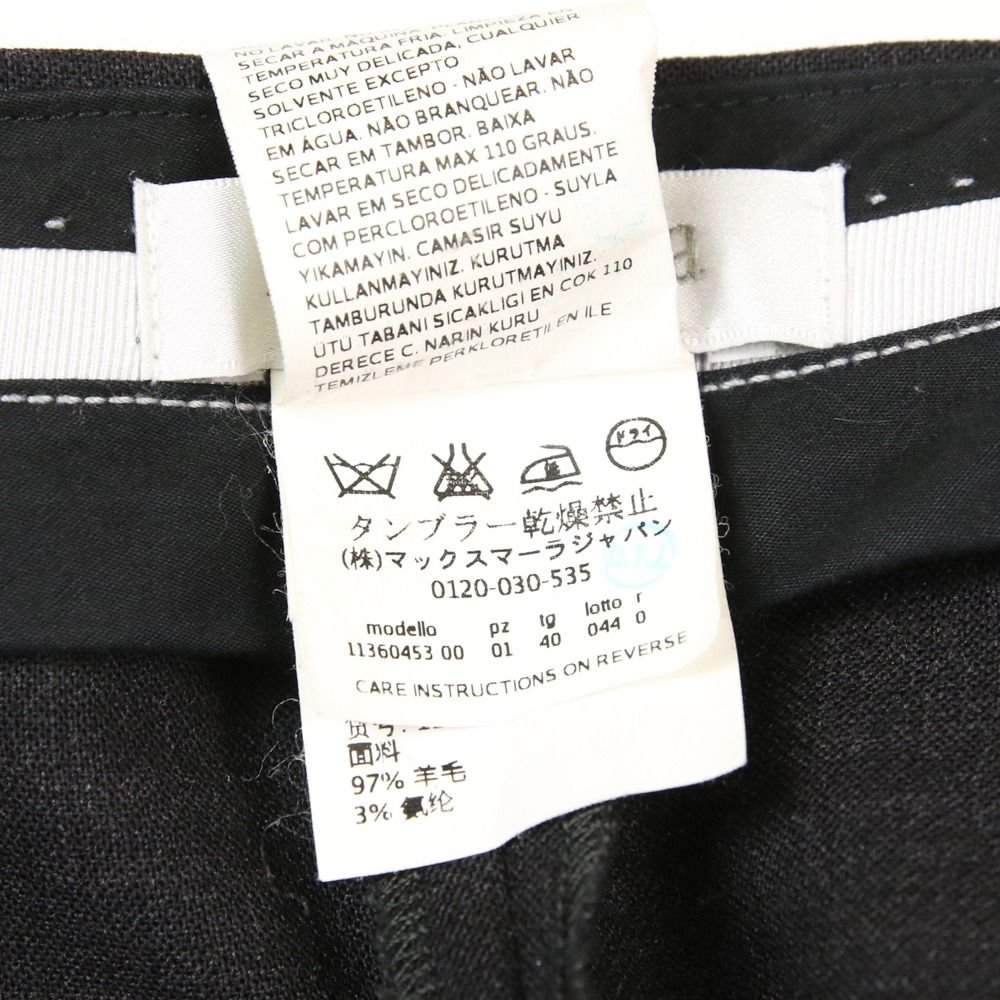 NO LAVAR
SECAR A MAQUINA FRIA. LIMPIEZA EN
TEMPERATURA
SECO MUY DELICADA, CUALQUIER
SOLVENTE EXCEPTO
TRICLOROETILENO - NÃO LAVAR
EM ÁGUA. NÃO BRANQUEAR. NÃO
SECAR EM TAMBOR. BAIXA
TEMPERATURA MAX 110 GRAUS.
LAVAR EM SECO DELICADAMENTE
COM PERCLOROETILENO - SUYLA
YIKAMAYIN. CAMASIR SUYU
KULLANMAYINIZ. KURUTMA
TAMBURUNDA KURUTMAYINIZ.
ÜTÜ TABANI SICAKLIGI EN COK 110
DERECE C. NARIN KURU
TEMIZLEME PERKLORETILEN ILE
ドライ
タンブラー乾燥禁止
(株)マックスマーラジャパン
0120-030-535
modello pz tg lotto r
11360453 00 01 40 044 0
CARE INSTRUCTIONS ON REVERSE
货号:
面料
97% 羊毛
3% 氨纶